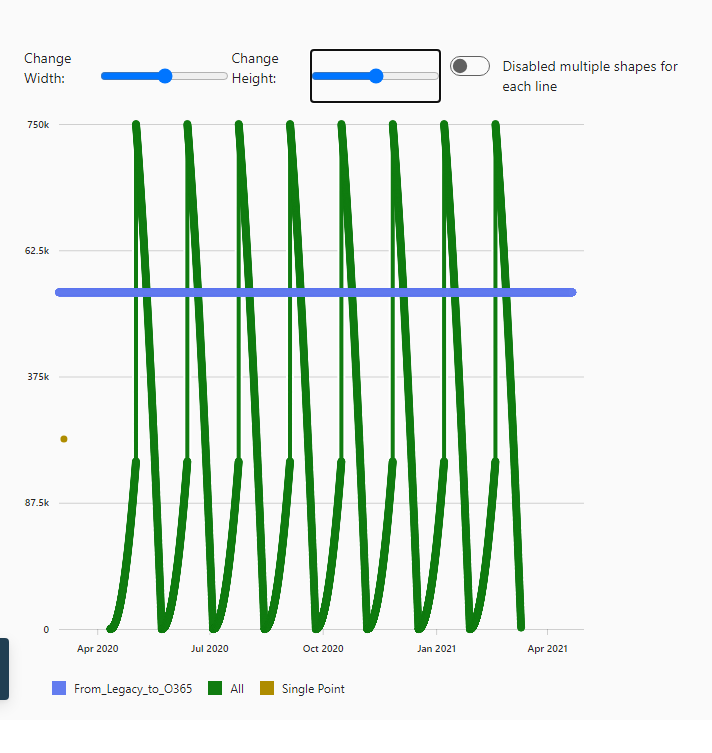 Change
Width:
Change
Height:
Disabled multiple shapes for
each line
750k
62.5k
375k
87.5k
0
Apr 2020
Jul 2020
Oct 2020
Jan 2021
Apr 2021
From_Legacy_to_O365
All
Single Point